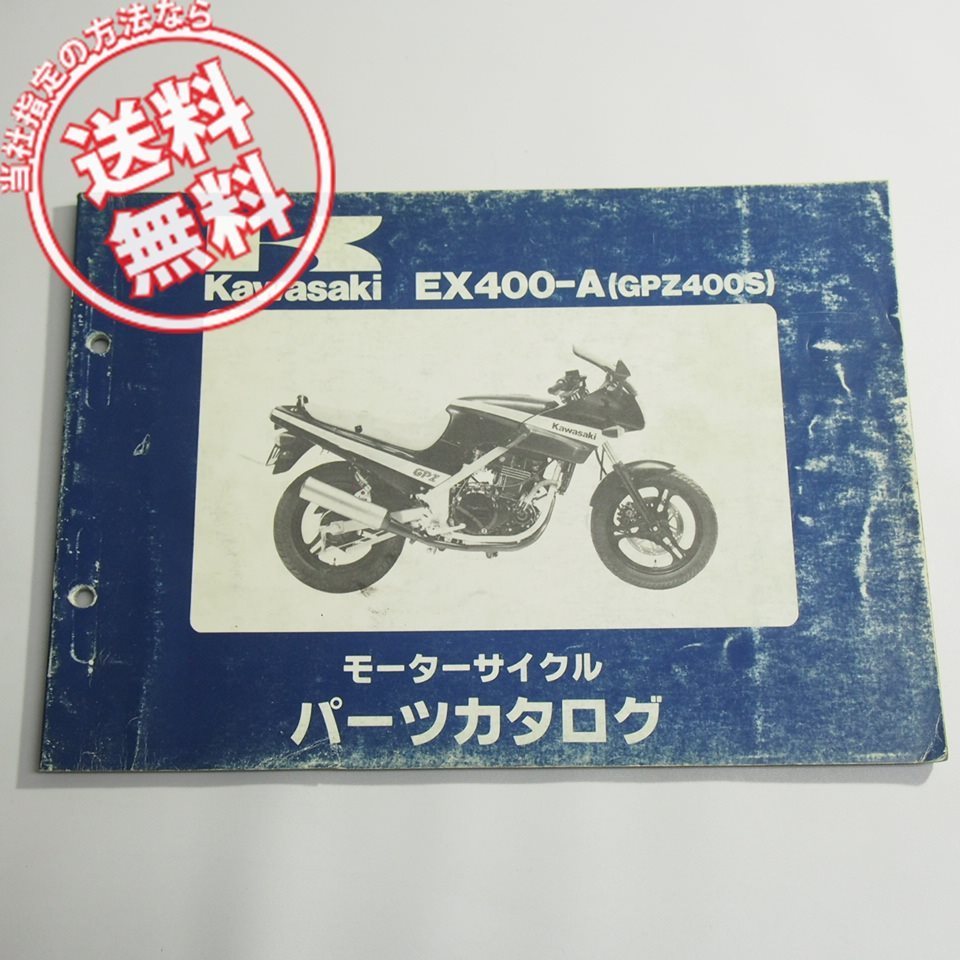 当社指定の方法なら
送料
無料
Kawasaki EX400-A(GPZ400S)
Kawasaki
GPZ
モーターサイクル
パーツカタログ